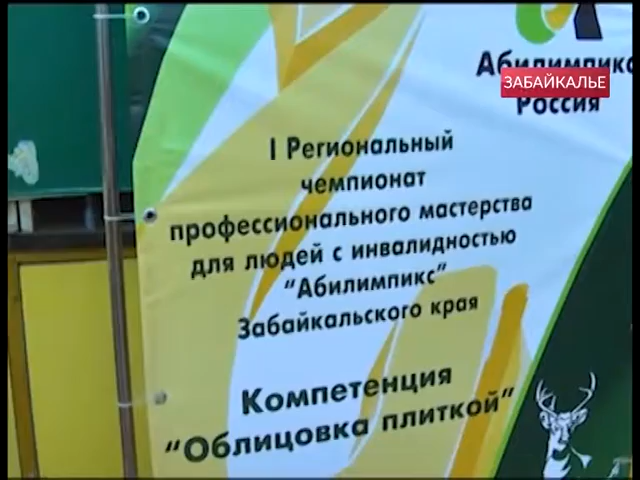 Абилимпикс
ЗАБАЙКАЛЬЕ
Россия
I Региональный
чемпионат
профессионального мастерства
для людей с инвалидностью
"Абилимпикс"
Забайкальского края
Компетенция
"Облицовка плиткой"